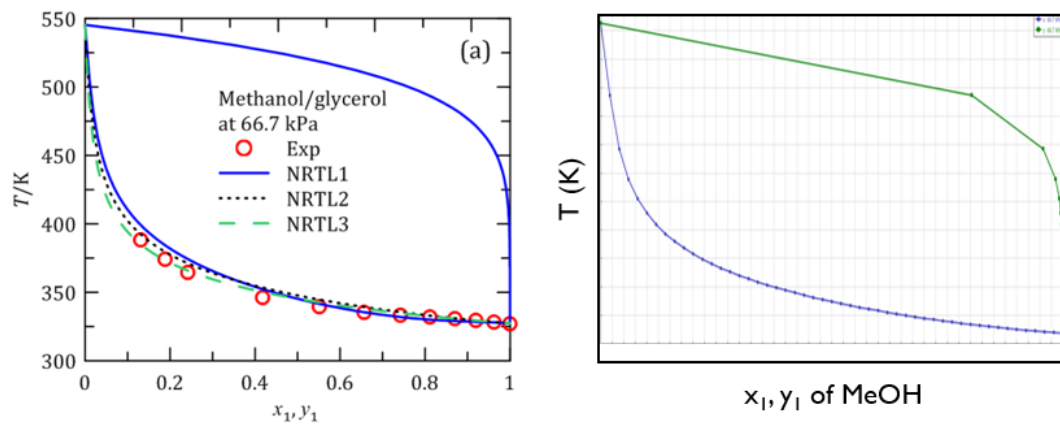 550
500
450
400
350
300
T/K
(a)
Methanol/glycerol
at 66.7 kPa
Exp
NRTL1
NRTL2
NRTL3
0
0.2
0.4
0.6
0.8
1
x₁, y₁
T (K)
x₁, y₁ of MeOH